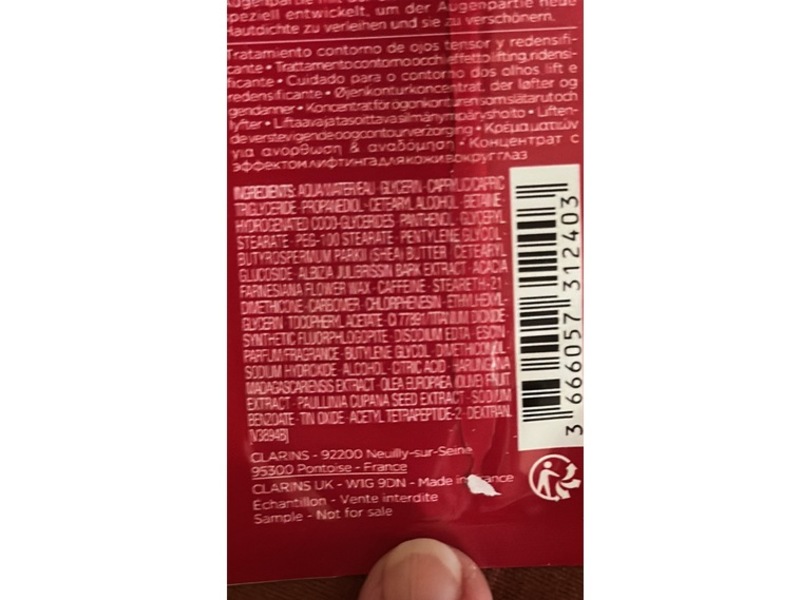 speziell entwickelt, um der Augenpartie neue
Hautdichte zu verleihen und sie zu verschönern.
Tratamiento contorno de ojos tensor y redensifi-
cante • Trattamento contorno occhi effetto lifting, ridensi-
ficante • Cuidado para o contorno dos olhos lift e
redensificante • Øjenkonturkoncentrat, der løfter og
gendanner • Koncentrat för ögonkonturen som slätar ut och
lyfter • Liftaava ja tasoittava silmänympäryshoito • Liften-
de verstevigende oogcontourverzorging • Κρέμα ματιών
για ανόρθωση & αναδόμηση • Концентрат с
эффектом лифтинга для кожи вокруг глаз
INGREDIENTS: AQUA/WATER/EAU · GLYCERIN · CAPRYLIC/CAPRIC
TRIGLYCERIDE · PROPANEDIOL · CETEARYL ALCOHOL · BETAINE ·
HYDROGENATED COCO-GLYCERIDES · PANTHENOL · GLYCERYL
STEARATE · PEG-100 STEARATE · PENTYLENE GLYCOL ·
BUTYROSPERMUM PARKII (SHEA) BUTTER · CETEARYL
GLUCOSIDE · ALBIZIA JULIBRISSIN BARK EXTRACT · ACACIA
FARNESIANA FLOWER WAX · CAFFEINE · STEARETH-21 ·
DIMETHICONE · CARBOMER · CHLORPHENESIN · ETHYLHEXYL-
GLYCERIN · TOCOPHERYL ACETATE · CI 77891/TITANIUM DIOXIDE ·
SYNTHETIC FLUORPHLOGOPITE · DISODIUM EDTA ·
PARFUM/FRAGRANCE · BUTYLENE GLYCOL · DIMETHICONOL ·
SODIUM HYDROXIDE · ALCOHOL · CITRIC ACID · HARUNGANA
MADAGASCARIENSIS EXTRACT · OLEA EUROPAEA (OLIVE) FRUIT
EXTRACT · PAULLINIA CUPANA SEED EXTRACT · SODIUM
BENZOATE · TIN OXIDE · ACETYL TETRAPEPTIDE-2 · DEXTRAN.
[V3894B]
CLARINS - 92200 Neuilly-sur-Seine
95300 Pontoise - France
CLARINS UK - W1G 9DN - Made in France
Echantillon - Vente interdite
Sample - Not for sale
3 666057 312403